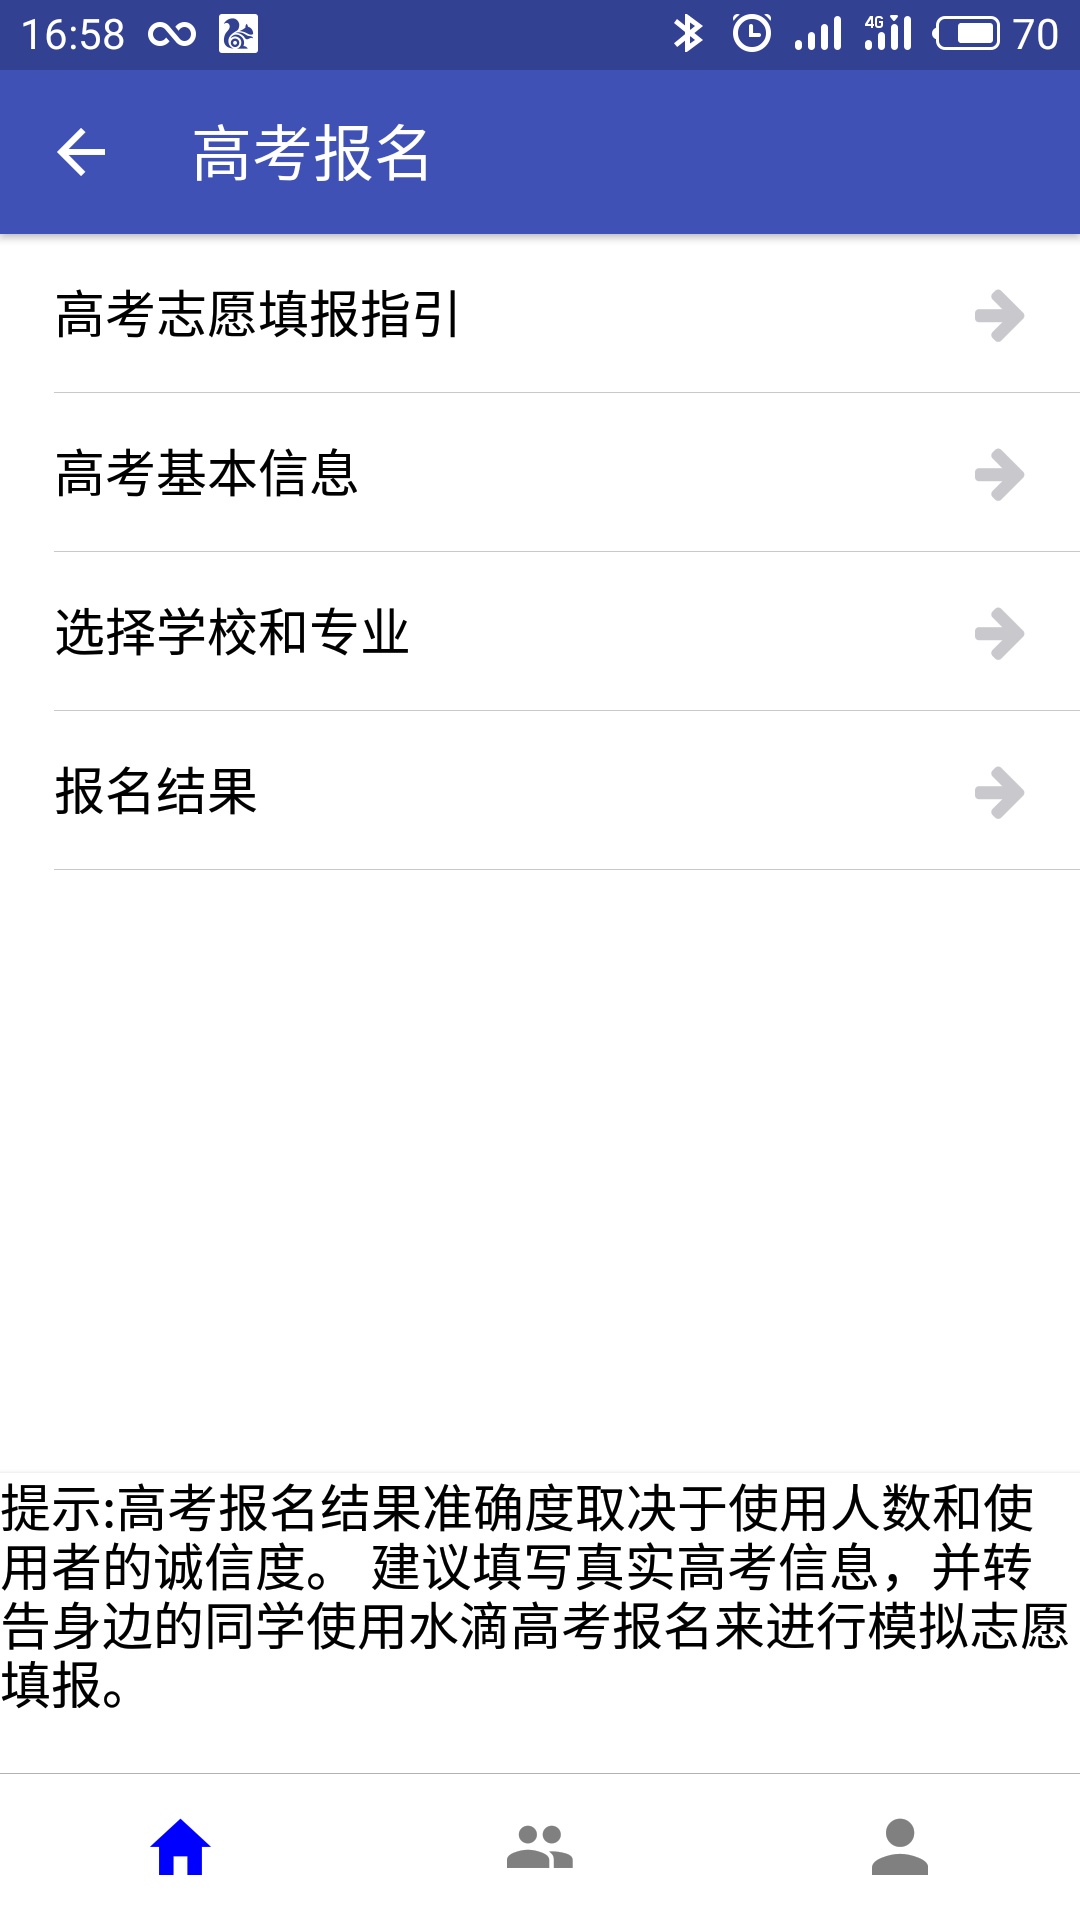 16:58
4G
70
高考报名
高考志愿填报指引
高考基本信息
选择学校和专业
报名结果
提示:高考报名结果准确度取决于使用人数和使
用者的诚信度。 建议填写真实高考信息，并转
告身边的同学使用水滴高考报名来进行模拟志愿
填报。